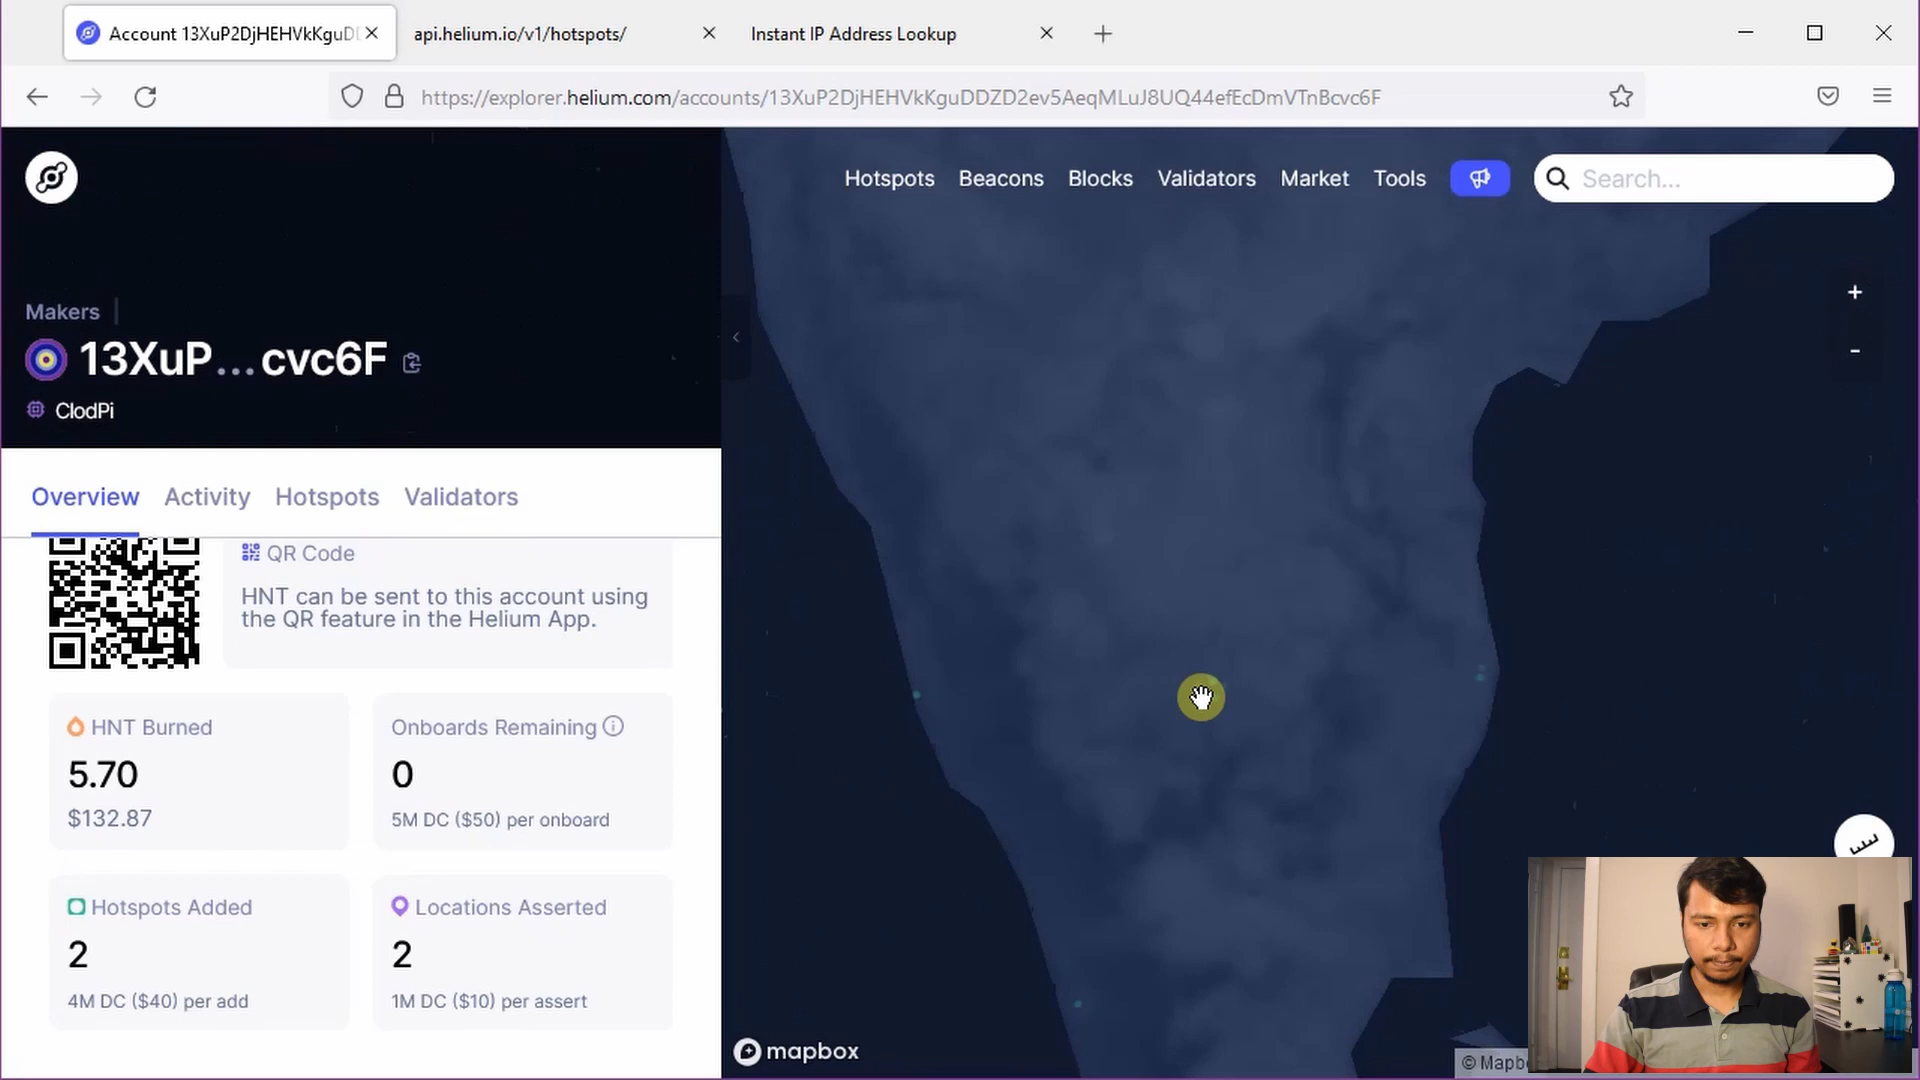 Account 13XuP2DjHEHVkKguD
api.helium.io/v1/hotspots/
Instant IP Address Lookup
https://explorer.helium.com/accounts/13XuP2DjHEHVkKguDDZD2ev5AeqMLuJ8UQ44efEcDmVTnBcvc6F
Hotspots
Beacons
Blocks
Validators
Market
Tools
Search...
Makers
13XuP...cvc6F
ClodPi
Overview
Activity
Hotspots
Validators
QR Code
HNT can be sent to this account using
the QR feature in the Helium App.
HNT Burned
5.70
$132.87
Onboards Remaining
0
5M DC ($50) per onboard
Hotspots Added
2
4M DC ($40) per add
Locations Asserted
2
1M DC ($10) per assert
+
-
mapbox
© Mapb